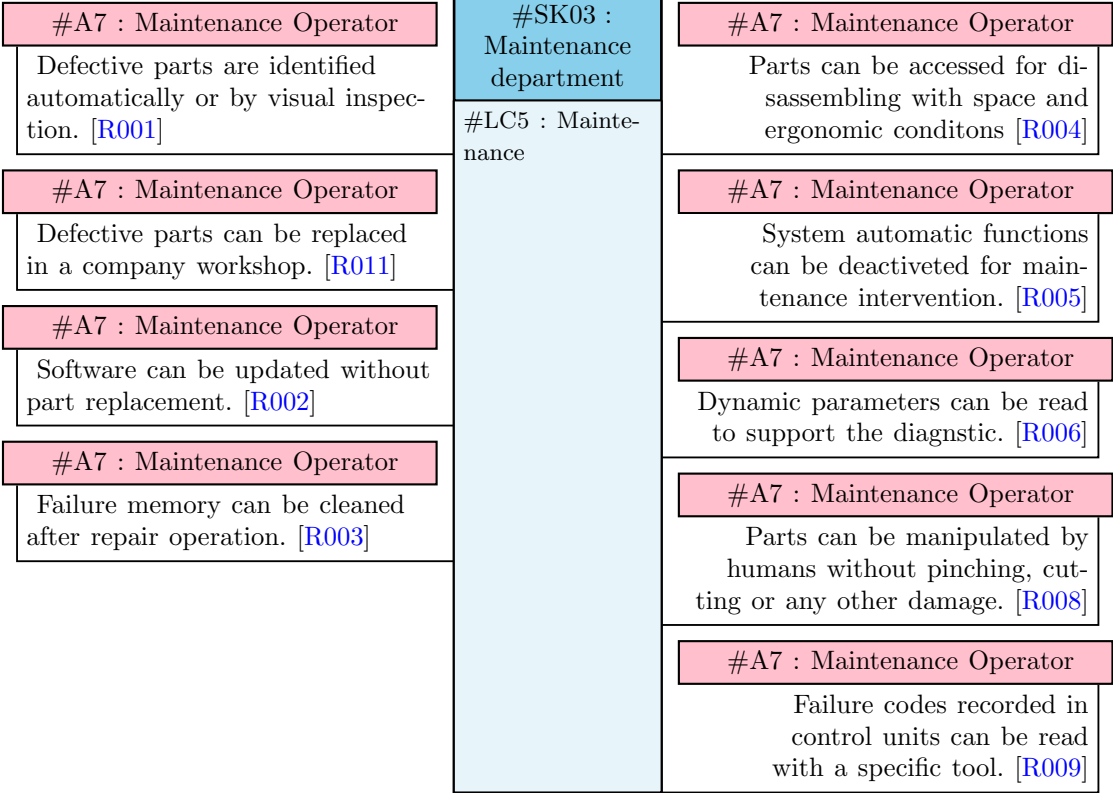 #A7 : Maintenance Operator
Defective parts are identified
automatically or by visual inspec-
tion. [R001]
#A7 : Maintenance Operator
Defective parts can be replaced
in a company workshop. [R011]
#A7 : Maintenance Operator
Software can be updated without
part replacement. [R002]
#A7 : Maintenance Operator
Failure memory can be cleaned
after repair operation. [R003]
#SK03 :
Maintenance
department
#LC5 : Mainte-
nance
#A7 : Maintenance Operator
Parts can be accessed for di-
sassembling with space and
ergonomic conditons [R004]
#A7 : Maintenance Operator
System automatic functions
can be deactiveted for main-
tenance intervention. [R005]
#A7 : Maintenance Operator
Dynamic parameters can be read
to support the diagnstic. [R006]
#A7 : Maintenance Operator
Parts can be manipulated by
humans without pinching, cut-
ting or any other damage. [R008]
#A7 : Maintenance Operator
Failure codes recorded in
control units can be read
with a specific tool. [R009]